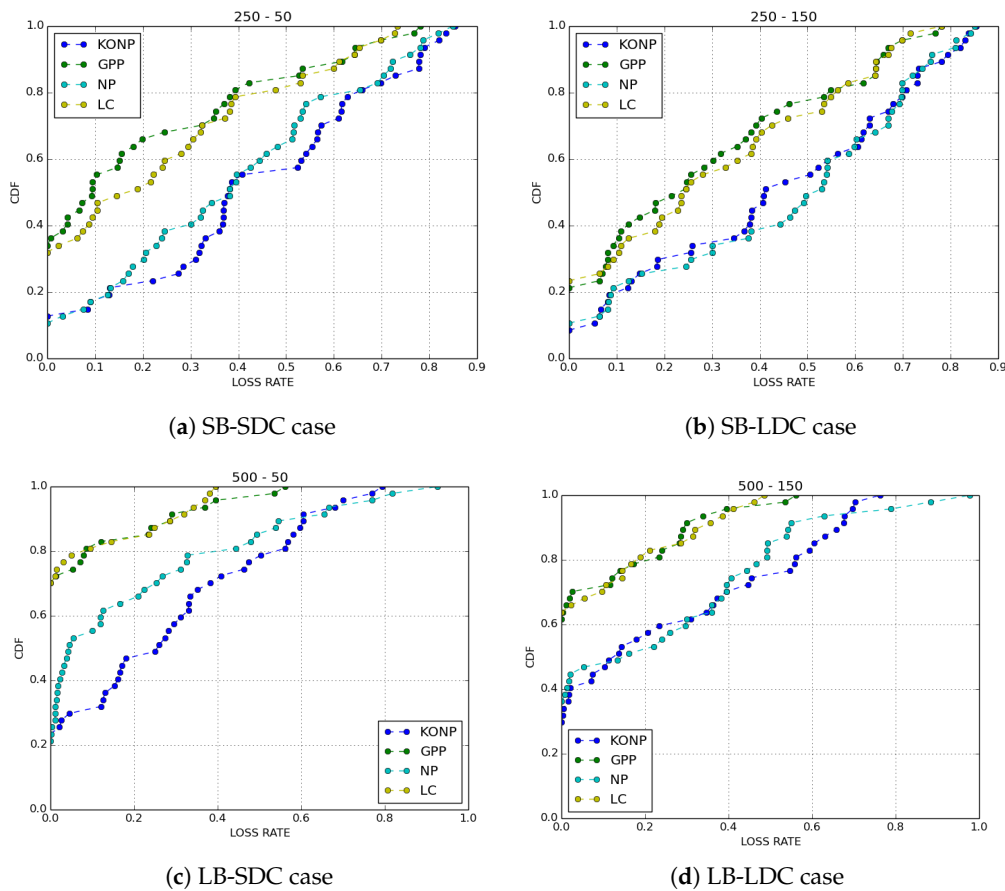 250 - 50
CDF
1.0
0.8
0.6
0.4
0.2
0.0
KONP
GPP
NP
LC
0.0 0.1 0.2 0.3 0.4 0.5 0.6 0.7 0.8 0.9
LOSS RATE
(a) SB-SDC case
250 - 150
CDF
1.0
0.8
0.6
0.4
0.2
0.0
KONP
GPP
NP
LC
0.0 0.1 0.2 0.3 0.4 0.5 0.6 0.7 0.8 0.9
LOSS RATE
(b) SB-LDC case
500 - 50
CDF
1.0
0.8
0.6
0.4
0.2
0.0
KONP
GPP
NP
LC
0.0 0.2 0.4 0.6 0.8 1.0
LOSS RATE
(c) LB-SDC case
500 - 150
CDF
1.0
0.8
0.6
0.4
0.2
0.0
KONP
GPP
NP
LC
0.0 0.2 0.4 0.6 0.8 1.0
LOSS RATE
(d) LB-LDC case